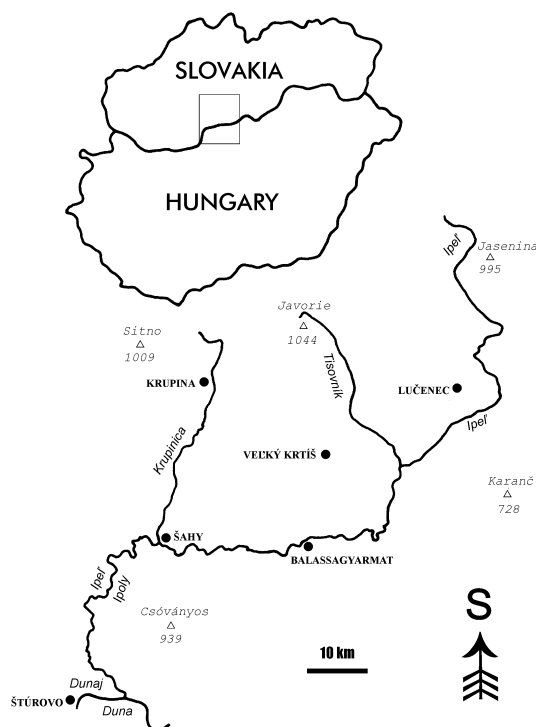 SLOVAKIA
HUNGARY
Ipeľ
Jasenina
995
Javorie
1044
Sitno
1009
Tisovník
KRUPINA
LUČENEC
Ipeľ
Krupinica
VEĽKÝ KRTÍŠ
Karanč
728
ŠAHY
BALASSAGYARMAT
Ipeľ
Ipoly
Csóványos
939
S
10 km
Dunaj
ŠTÚROVO
Duna